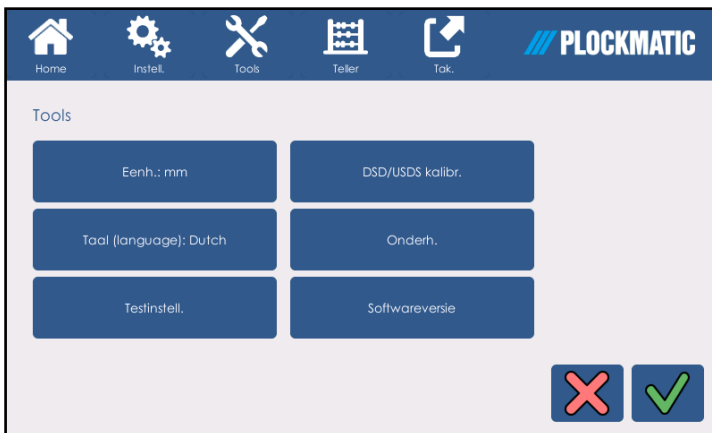 Home Instell. Tools Teller Tak. PLOCKMATIC
Tools
Eenh.: mm DSD/USDS kalibr.
Taal (language): Dutch Onderh.
Testinstell. Softwareversie